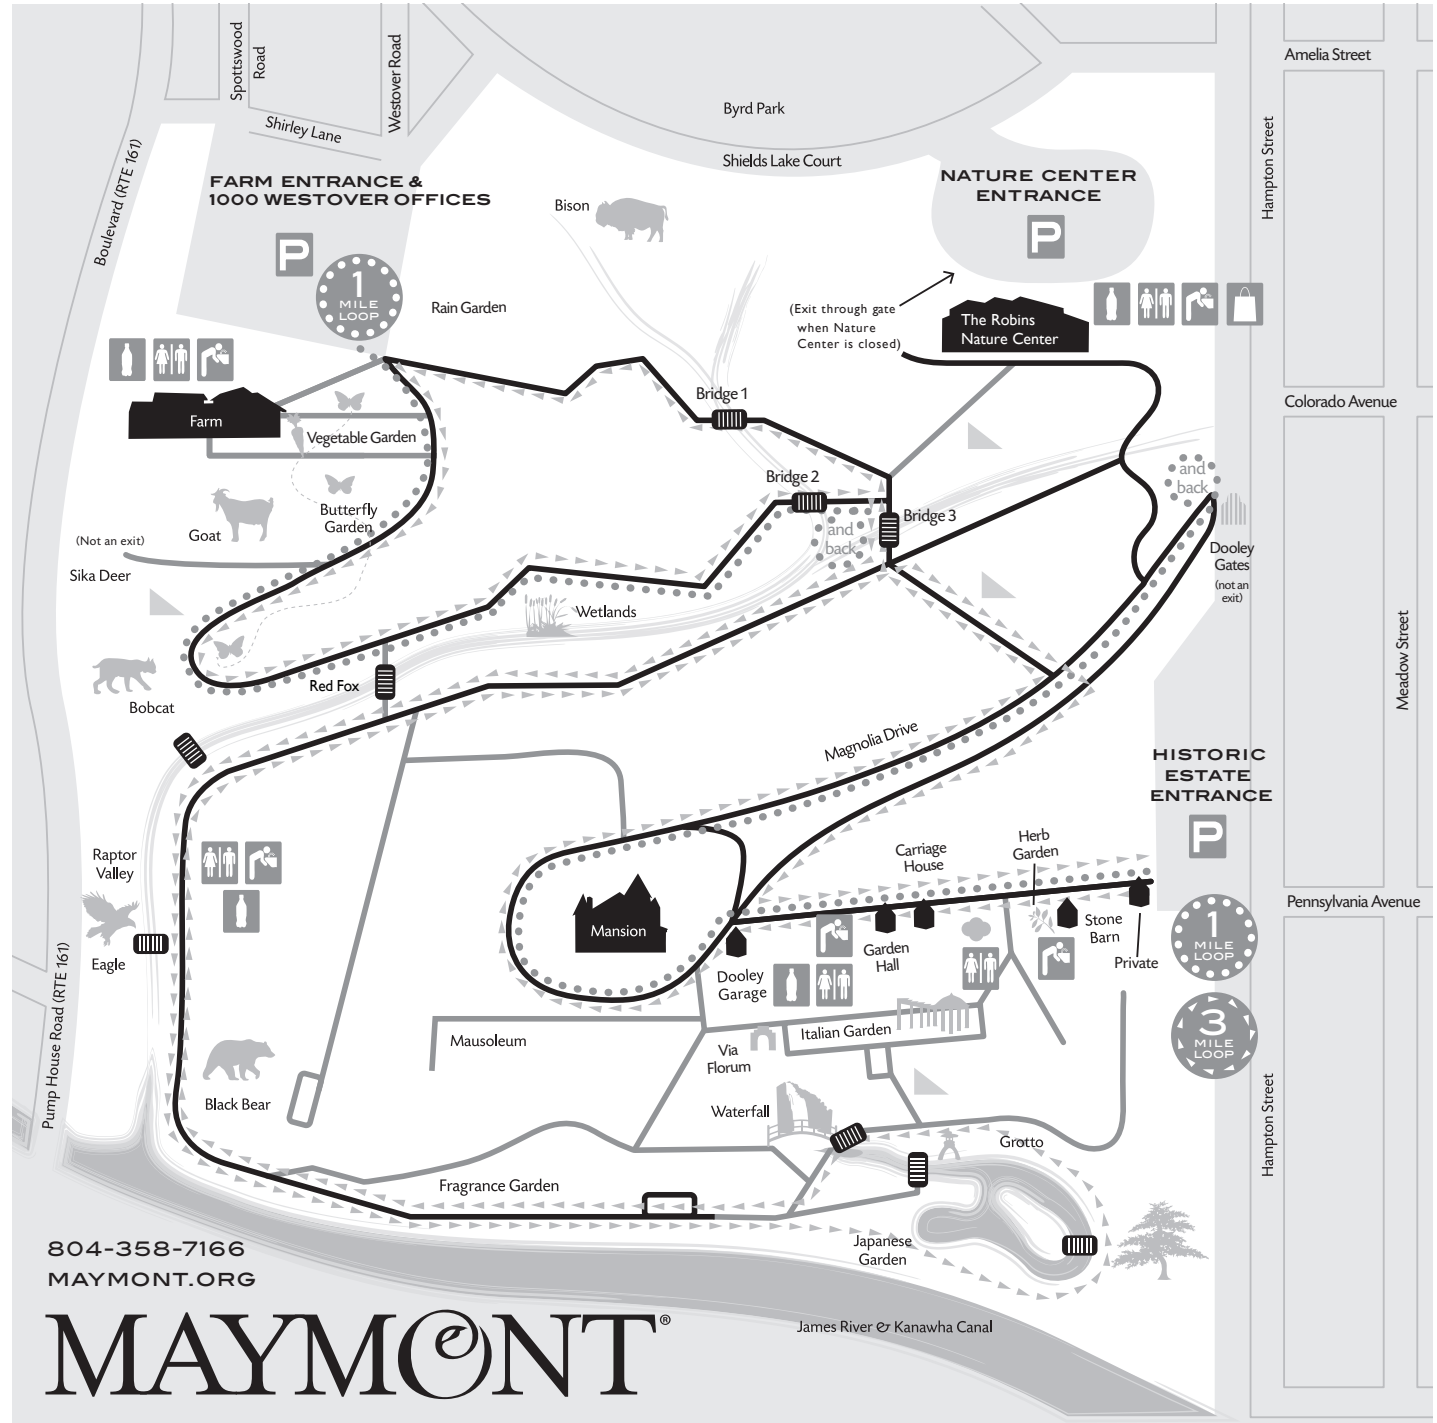 Amelia Street
Spottswood
Road
Westover Road
Shirley Lane
Byrd Park
Shields Lake Court
Hampton Street
Boulevard (RTE 161)
FARM ENTRANCE &
1000 WESTOVER OFFICES
P
1
MILE
LOOP
Bison
Rain Garden
NATURE CENTER
ENTRANCE
P
(Exit through gate
when Nature
Center is closed)
The Robins
Nature Center
Colorado Avenue
Farm
Vegetable Garden
Butterfly
Garden
Goat
(Not an exit)
Sika Deer
Bobcat
Bridge 1
Bridge 2
Bridge 3
and
back
and
back
Dooley
Gates
(not an
exit)
Wetlands
Red Fox
Meadow Street
Magnolia Drive
HISTORIC
ESTATE
ENTRANCE
P
Raptor
Valley
Eagle
Herb
Garden
Carriage
House
Mansion
Dooley
Garage
Garden
Hall
Stone
Barn
Private
Pennsylvania Avenue
1
MILE
LOOP
3
MILE
LOOP
Pump House Road (RTE 161)
Mausoleum
Italian Garden
Via
Florum
Black Bear
Waterfall
Grotto
Hampton Street
Fragrance Garden
Japanese
Garden
804-358-7166
MAYMONT.ORG
MAYMONT®
James River & Kanawha Canal